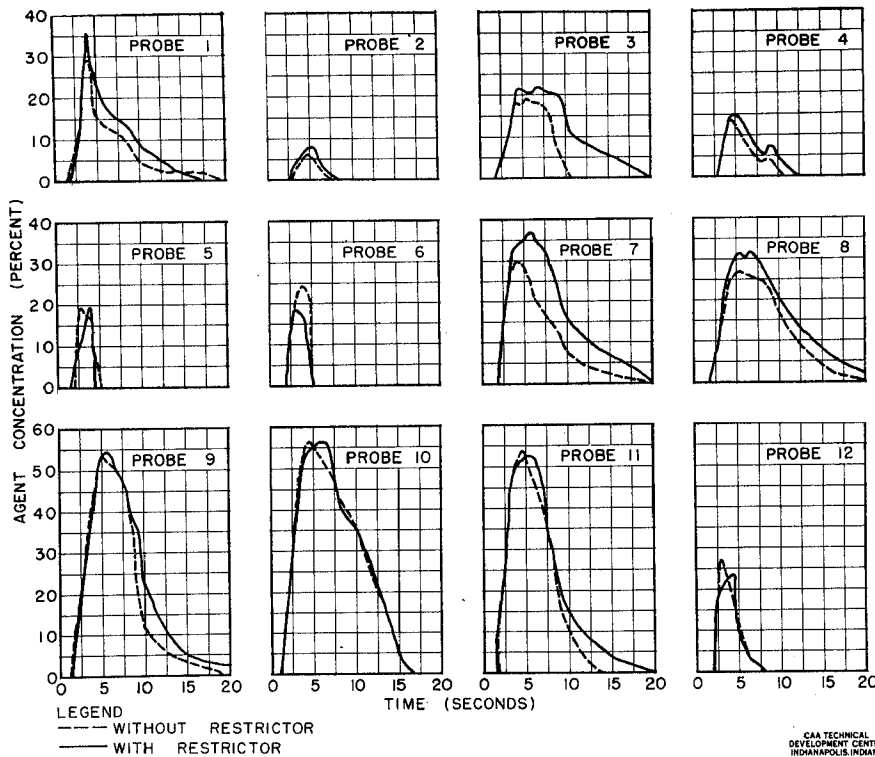 40
30
20
10
0
PROBE 1
PROBE 2
PROBE 3
PROBE 4
40
30
20
10
0
PROBE 5
PROBE 6
PROBE 7
PROBE 8
60
50
40
30
20
10
0
PROBE 9
PROBE 10
PROBE 11
PROBE 12
AGENT CONCENTRATION (PERCENT)
0 5 10 15 20
0 5 10 15 20
0 5 10 15 20
0 5 10 15 20
TIME (SECONDS)
LEGEND
WITHOUT RESTRICTOR
WITH RESTRICTOR
CAA TECHNICAL
DEVELOPMENT CENT
INDIANAPOLIS, INDIAN